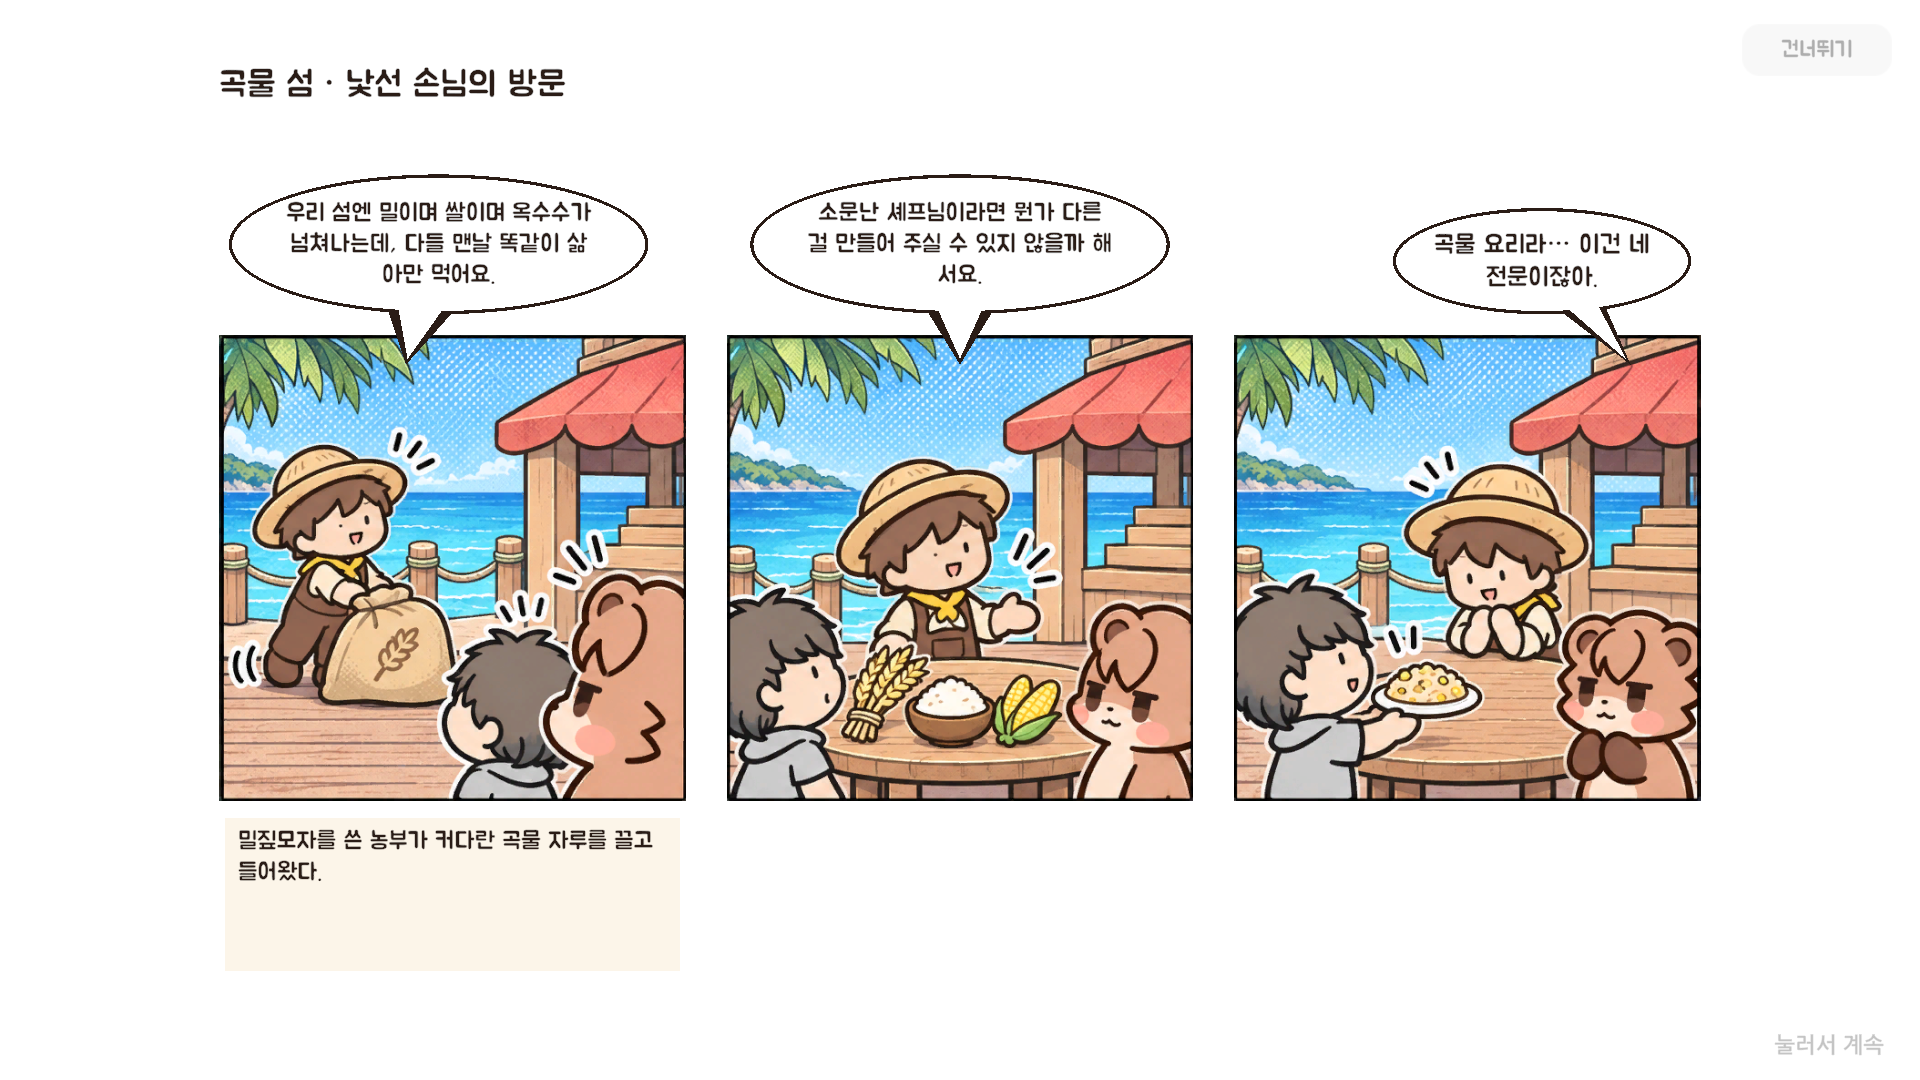 건너뛰기
곡물 섬 · 낯선 손님의 방문
우리 섬엔 밀이며 쌀이며 옥수수가
넘쳐나는데, 다들 맨날 똑같이 삶
아만 먹어요.
소문난 셰프님이라면 뭔가 다른
걸 만들어 주실 수 있지 않을까 해
서요.
곡물 요리라… 이건 네
전문이잖아.
밀짚모자를 쓴 농부가 커다란 곡물 자루를 끌고
들어왔다.
눌러서 계속